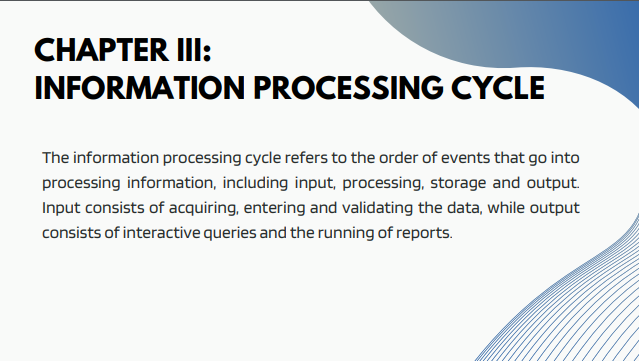 CHAPTER III:
INFORMATION PROCESSING CYCLE
The information processing cycle refers to the order of events that go into
processing information, including input, processing, storage and output.
Input consists of acquiring, entering and validating the data, while output
consists of interactive queries and the running of reports.